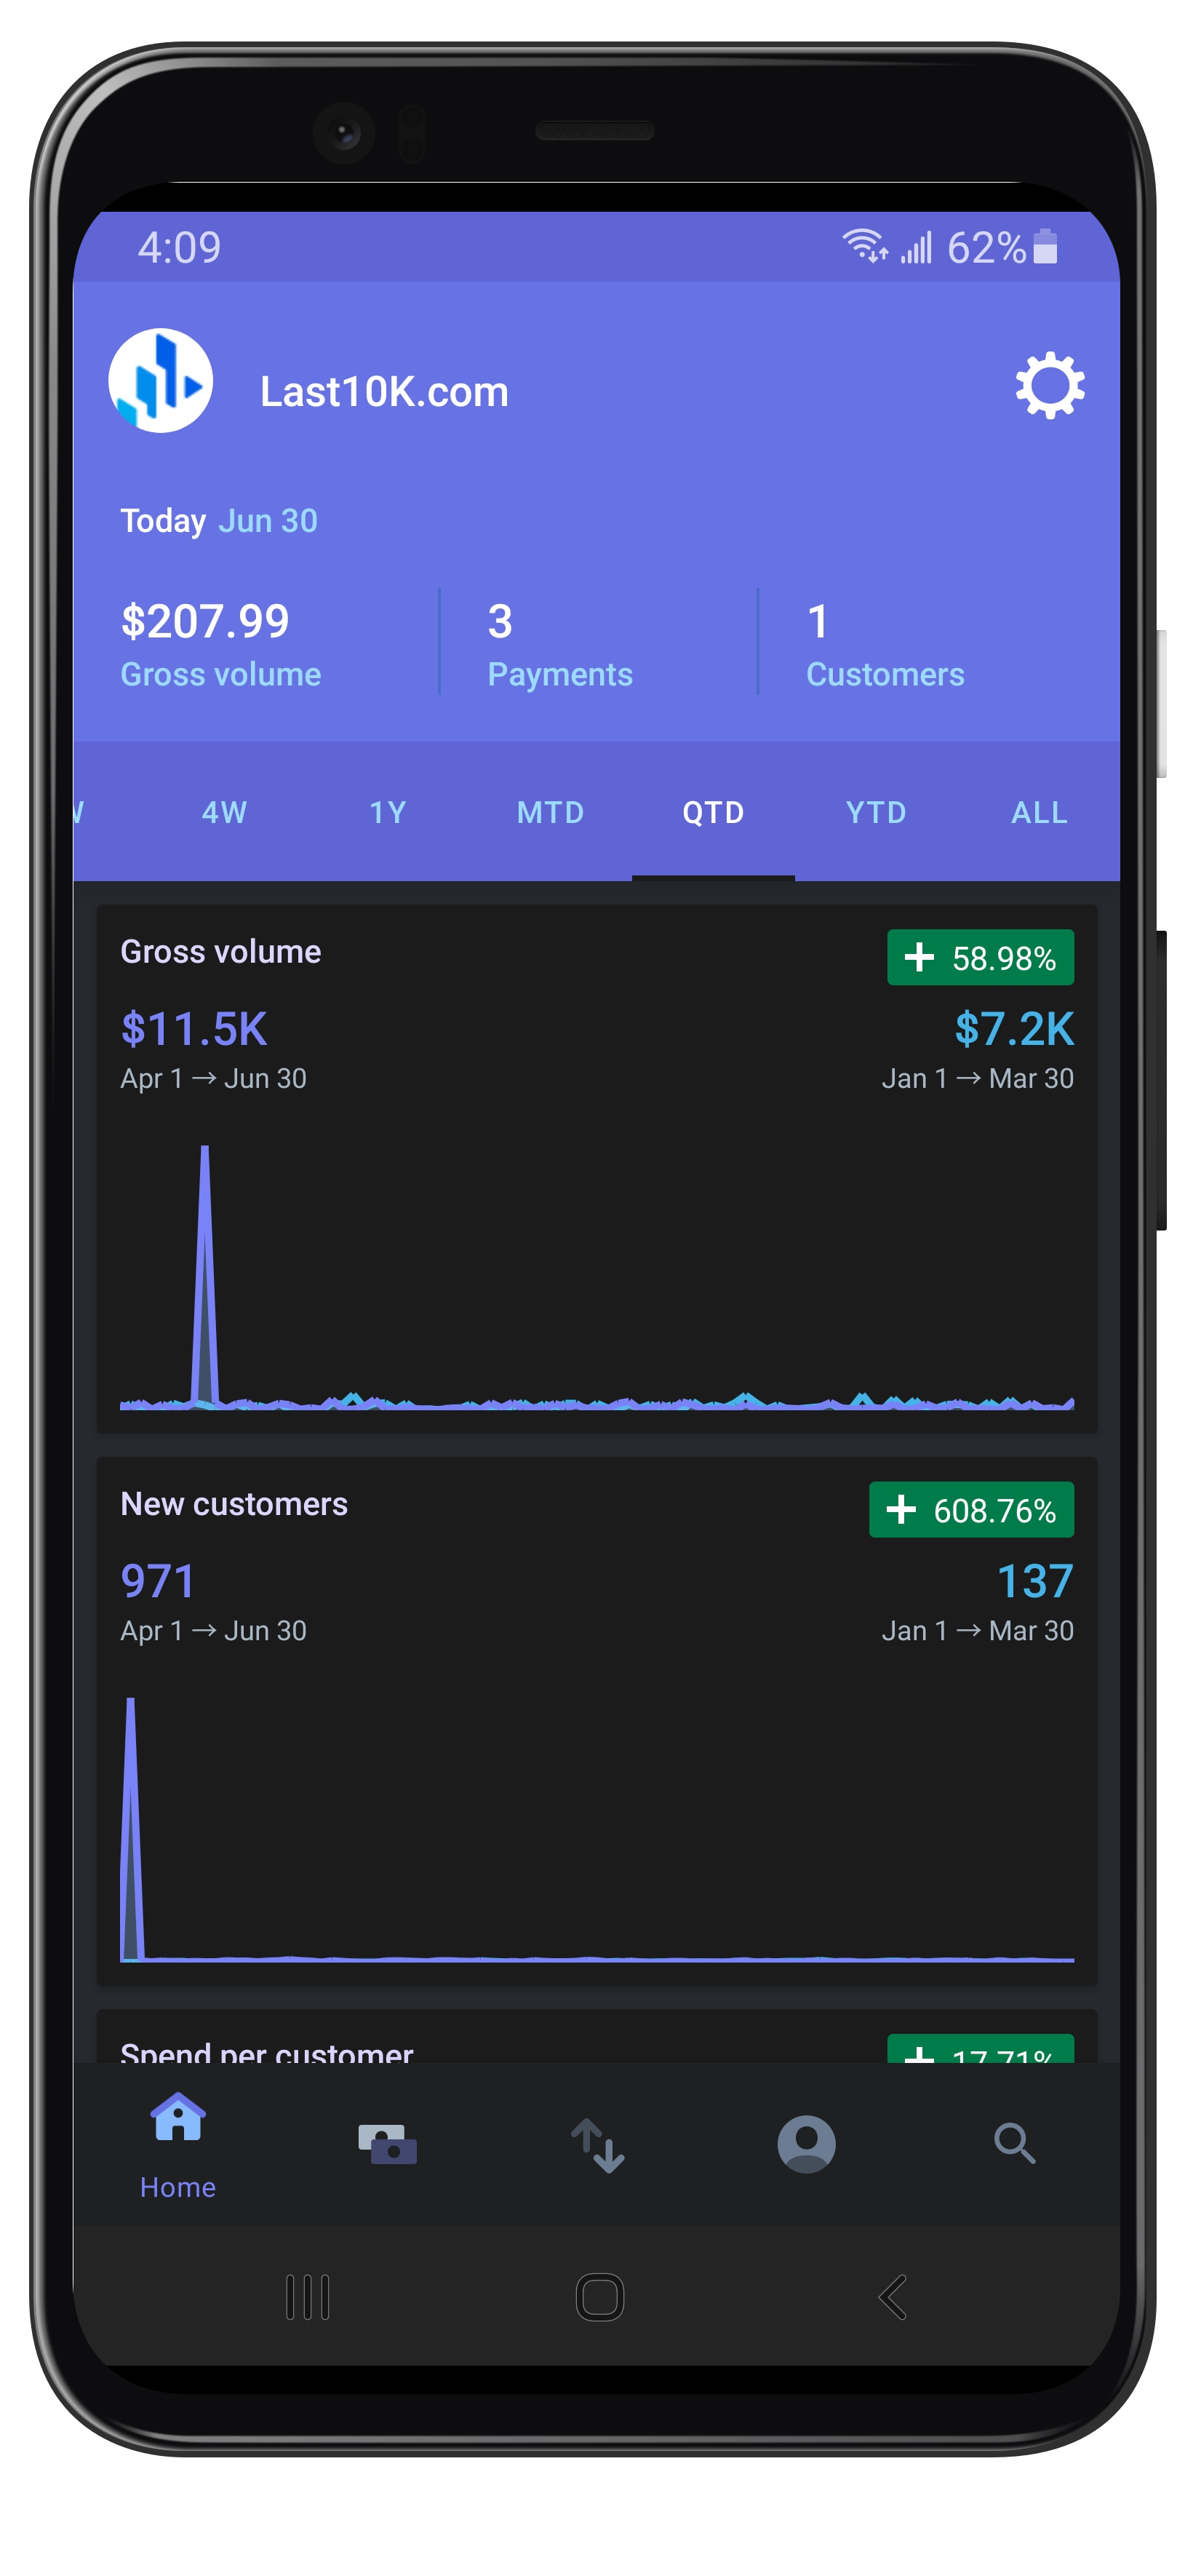 4:09 62%
Last10K.com
Today Jun 30
$207.99 3 1
Gross volume Payments Customers
4W 1Y MTD QTD YTD ALL
Gross volume + 58.98%
$11.5K $7.2K
Apr 1 → Jun 30 Jan 1 → Mar 30
New customers + 608.76%
971 137
Apr 1 → Jun 30 Jan 1 → Mar 30
Spend per customer + 17.71%
Home